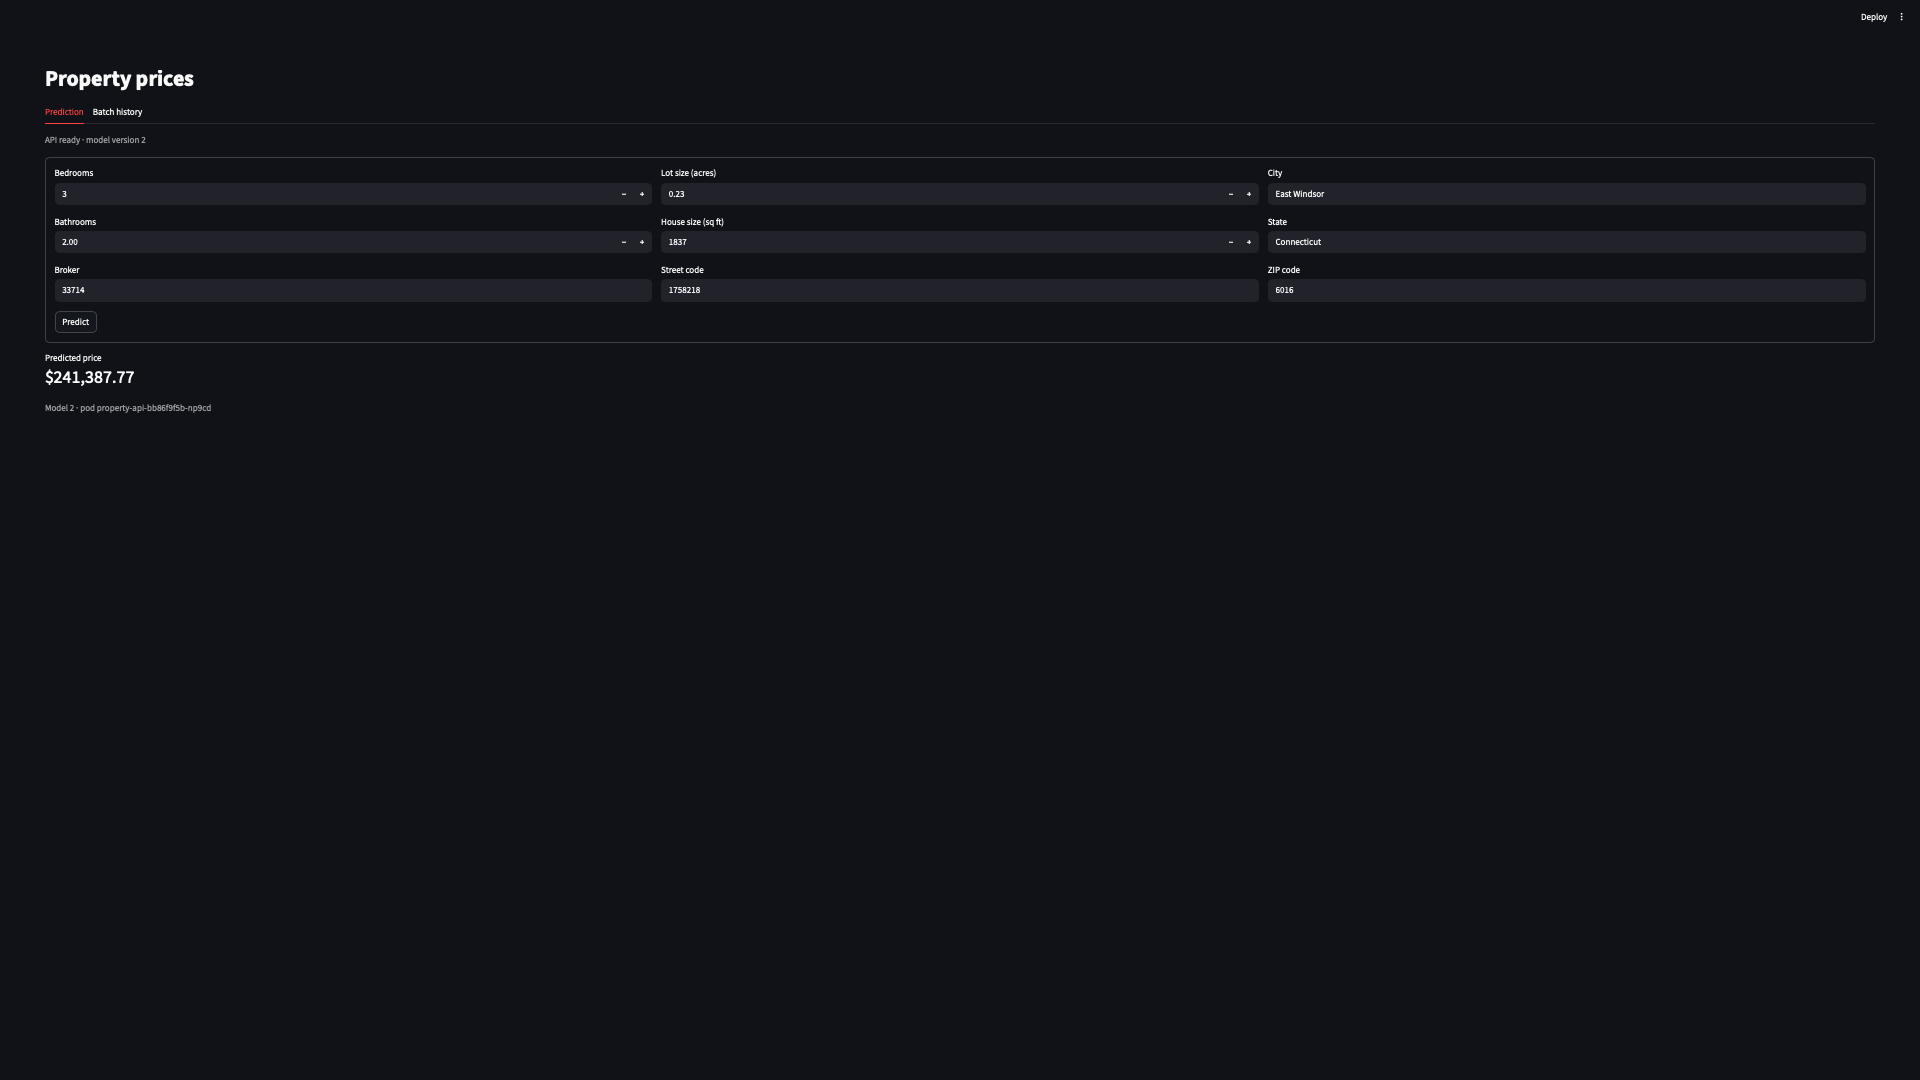 Deploy
Property prices
Prediction Batch history
API ready · model version 2
Bedrooms Lot size (acres) City
3 − + 0.23 − + East Windsor
Bathrooms House size (sq ft) State
2.00 − + 1837 − + Connecticut
Broker Street code ZIP code
33714 1758218 6016
Predict
Predicted price
$241,387.77
Model 2 · pod property-api-bb86f9f5b-np9cd